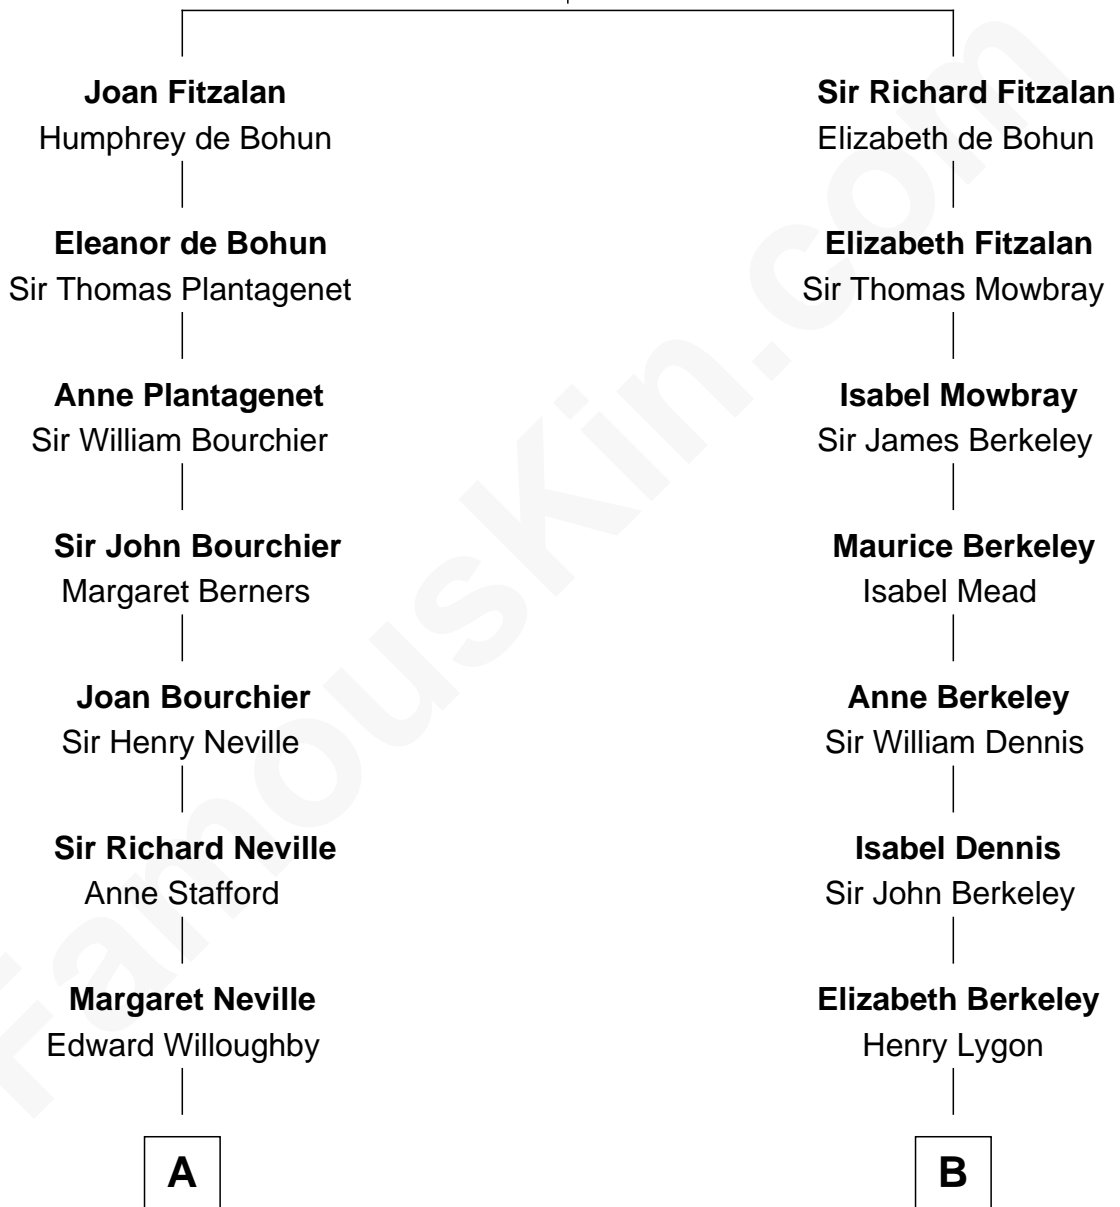 Joan Fitzalan
Humphrey de Bohun
Eleanor de Bohun
Sir Thomas Plantagenet
Anne Plantagenet
Sir William Bourchier
Sir John Bourchier
Margaret Berners
Joan Bourchier
Sir Henry Neville
Sir Richard Neville
Anne Stafford
Margaret Neville
Edward Willoughby
A
Sir Richard Fitzalan
Elizabeth de Bohun
Elizabeth Fitzalan
Sir Thomas Mowbray
Isabel Mowbray
Sir James Berkeley
Maurice Berkeley
Isabel Mead
Anne Berkeley
Sir William Dennis
Isabel Dennis
Sir John Berkeley
Elizabeth Berkeley
Henry Lygon
B
FamousKin.com